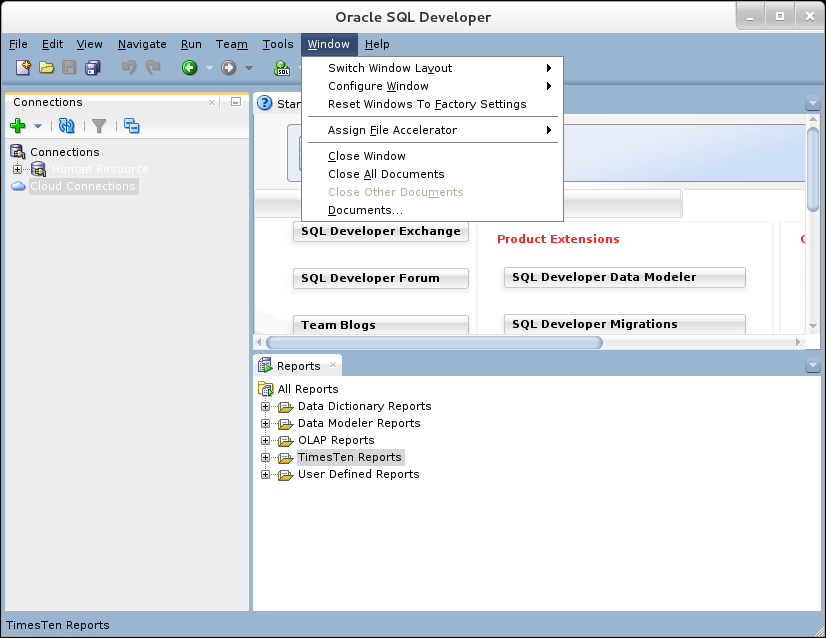 Oracle SQL Developer
File Edit View Navigate Run Team Tools Window Help
SQL
Connections
Connections
Human Resource
Cloud Connections
Star
Switch Window Layout
Configure Window
Reset Windows To Factory Settings
Assign File Accelerator
Close Window
Close All Documents
Close Other Documents
Documents...
SQL Developer Exchange
SQL Developer Forum
Team Blogs
Product Extensions
SQL Developer Data Modeler
SQL Developer Migrations
Reports
All Reports
Data Dictionary Reports
Data Modeler Reports
OLAP Reports
TimesTen Reports
User Defined Reports
TimesTen Reports